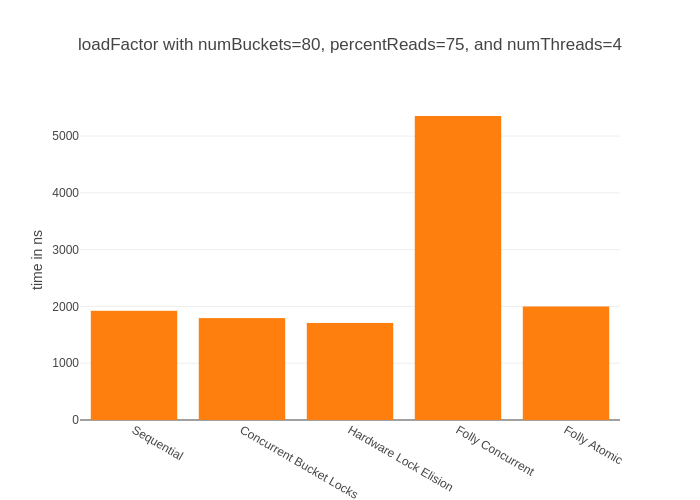 loadFactor with numBuckets=80, percentReads=75, and numThreads=4
5000
4000
3000
2000
1000
0
time in ns
Sequential
Concurrent Bucket Locks
Hardware Lock Elision
Folly Concurrent
Folly Atomic